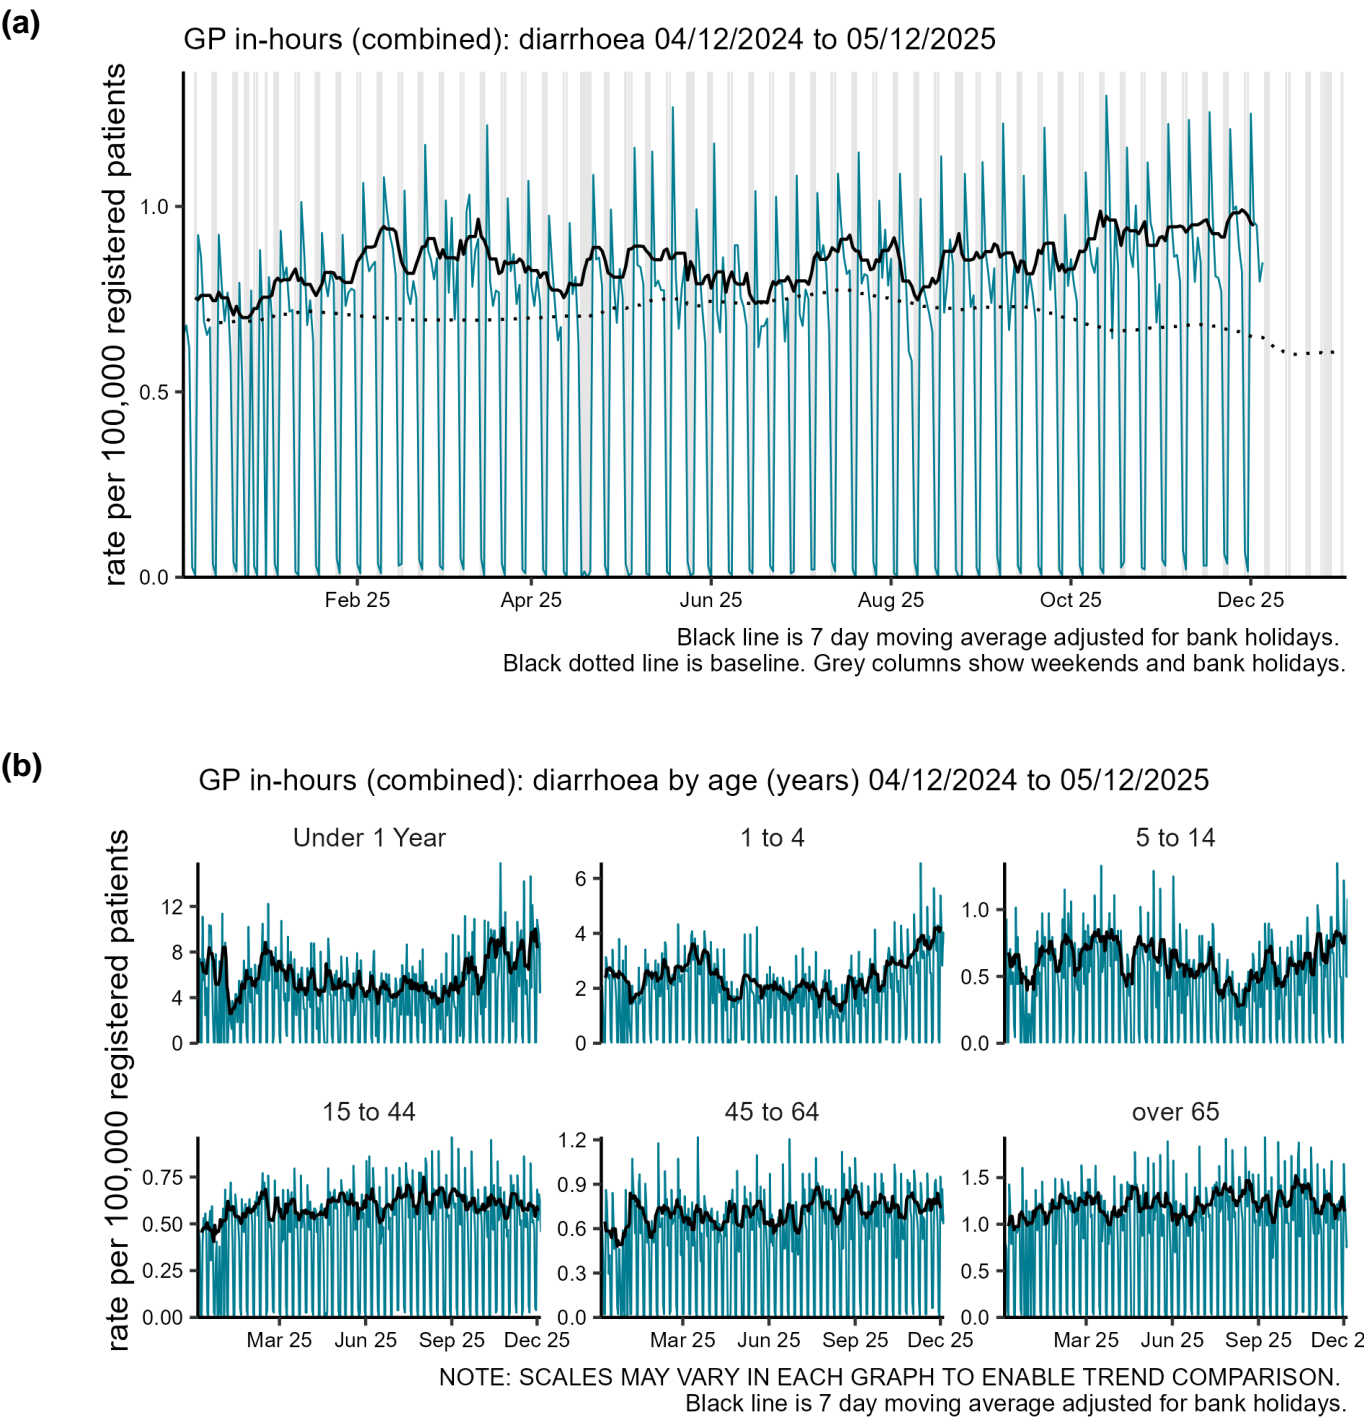 (a)
GP in-hours (combined): diarrhoea 04/12/2024 to 05/12/2025
rate per 100,000 registered patients
1.0
0.5
0.0
Feb 25 Apr 25 Jun 25 Aug 25 Oct 25 Dec 25
Black line is 7 day moving average adjusted for bank holidays.
Black dotted line is baseline. Grey columns show weekends and bank holidays.
(b)
GP in-hours (combined): diarrhoea by age (years) 04/12/2024 to 05/12/2025
rate per 100,000 registered patients
Under 1 Year
12
8
4
0
1 to 4
6
4
2
0
5 to 14
1.0
0.5
0.0
15 to 44
0.75
0.50
0.25
0.00
Mar 25 Jun 25 Sep 25 Dec 25
45 to 64
1.2
0.9
0.6
0.3
0.0
Mar 25 Jun 25 Sep 25 Dec 25
over 65
1.5
1.0
0.5
0.0
Mar 25 Jun 25 Sep 25 Dec 2
NOTE: SCALES MAY VARY IN EACH GRAPH TO ENABLE TREND COMPARISON.
Black line is 7 day moving average adjusted for bank holidays.